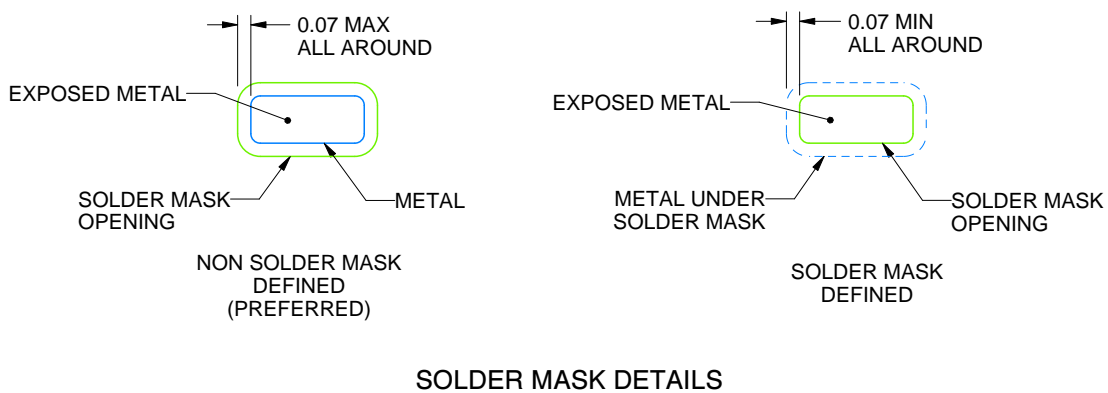 0.07 MAX
ALL AROUND
EXPOSED METAL
SOLDER MASK
OPENING
METAL
NON SOLDER MASK
DEFINED
(PREFERRED)
0.07 MIN
ALL AROUND
EXPOSED METAL
METAL UNDER
SOLDER MASK
SOLDER MASK
OPENING
SOLDER MASK
DEFINED
SOLDER MASK DETAILS